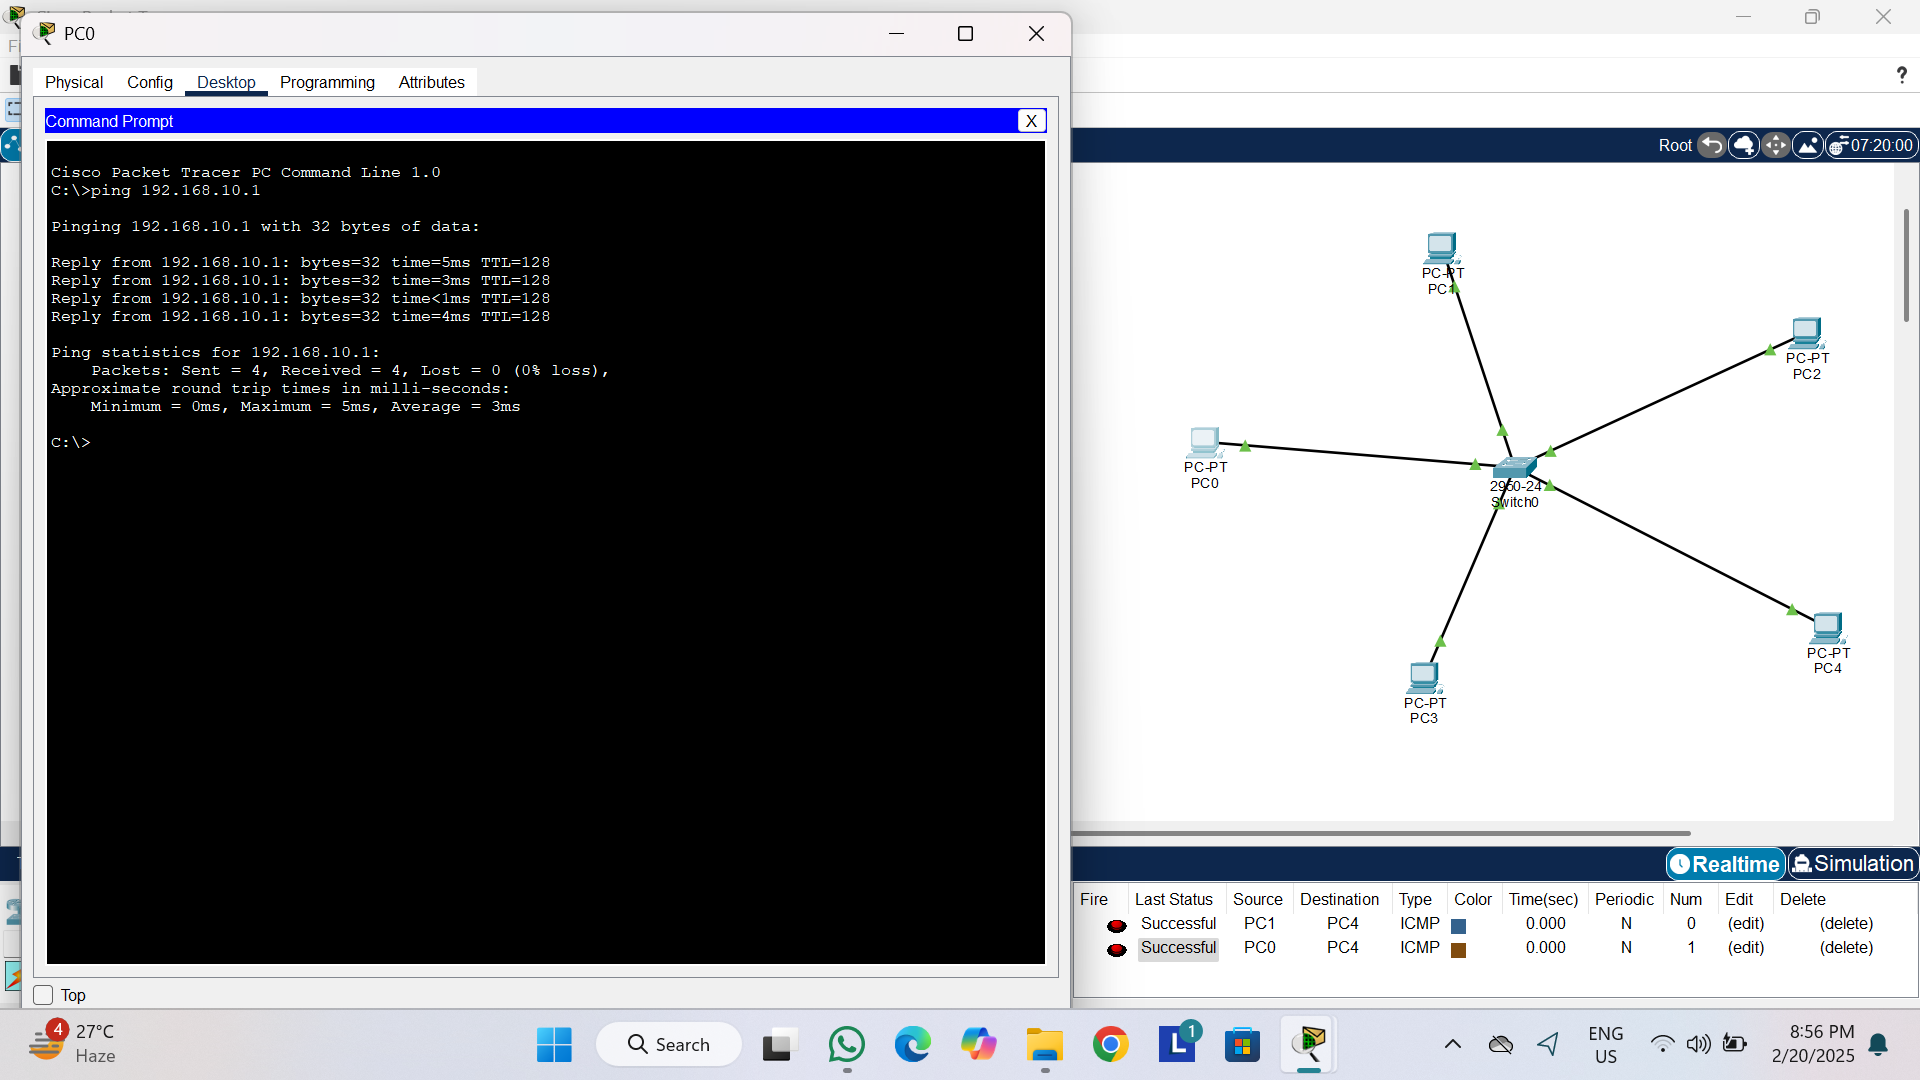 PC0
Physical Config Desktop Programming Attributes
Command Prompt X
Cisco Packet Tracer PC Command Line 1.0
C:\>ping 192.168.10.1
Pinging 192.168.10.1 with 32 bytes of data:
Reply from 192.168.10.1: bytes=32 time=5ms TTL=128
Reply from 192.168.10.1: bytes=32 time=3ms TTL=128
Reply from 192.168.10.1: bytes=32 time<1ms TTL=128
Reply from 192.168.10.1: bytes=32 time=4ms TTL=128
Ping statistics for 192.168.10.1:
Packets: Sent = 4, Received = 4, Lost = 0 (0% loss),
Approximate round trip times in milli-seconds:
Minimum = 0ms, Maximum = 5ms, Average = 3ms
C:\>
Top
?
Root 07:20:00
PC-PT
PC1
PC-PT
PC2
PC-PT
PC0
2960-24
Switch0
PC-PT
PC4
PC-PT
PC3
Realtime Simulation
Fire Last Status Source Destination Type Color Time(sec) Periodic Num Edit Delete
Successful PC1 PC4 ICMP 0.000 N 0 (edit) (delete)
Successful PC0 PC4 ICMP 0.000 N 1 (edit) (delete)
4
27°C
Haze
Search
L 1
ENG
US
8:56 PM
2/20/2025